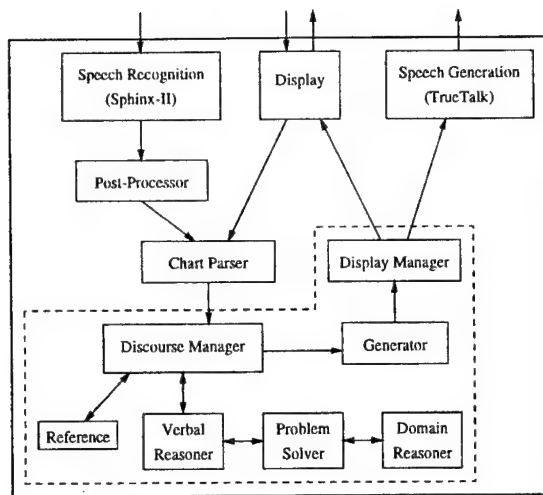 Speech Recognition
(Sphinx-II)
Display
Speech Generation
(TrueTalk)
Post-Processor
Chart Parser
Display Manager
Discourse Manager
Generator
Reference
Verbal
Reasoner
Problem
Solver
Domain
Reasoner